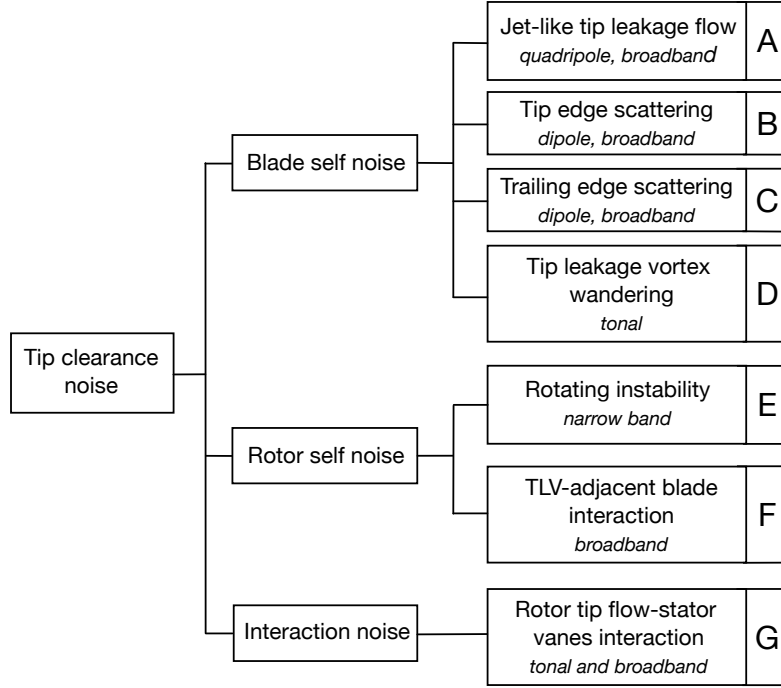 Jet-like tip leakage flow
quadripole, broadband
A
Tip edge scattering
dipole, broadband
B
Blade self noise
Trailing edge scattering
dipole, broadband
C
Tip leakage vortex
wandering
tonal
D
Tip clearance
noise
Rotating instability
narrow band
E
Rotor self noise
TLV-adjacent blade
interaction
broadband
F
Interaction noise
Rotor tip flow-stator
vanes interaction
tonal and broadband
G